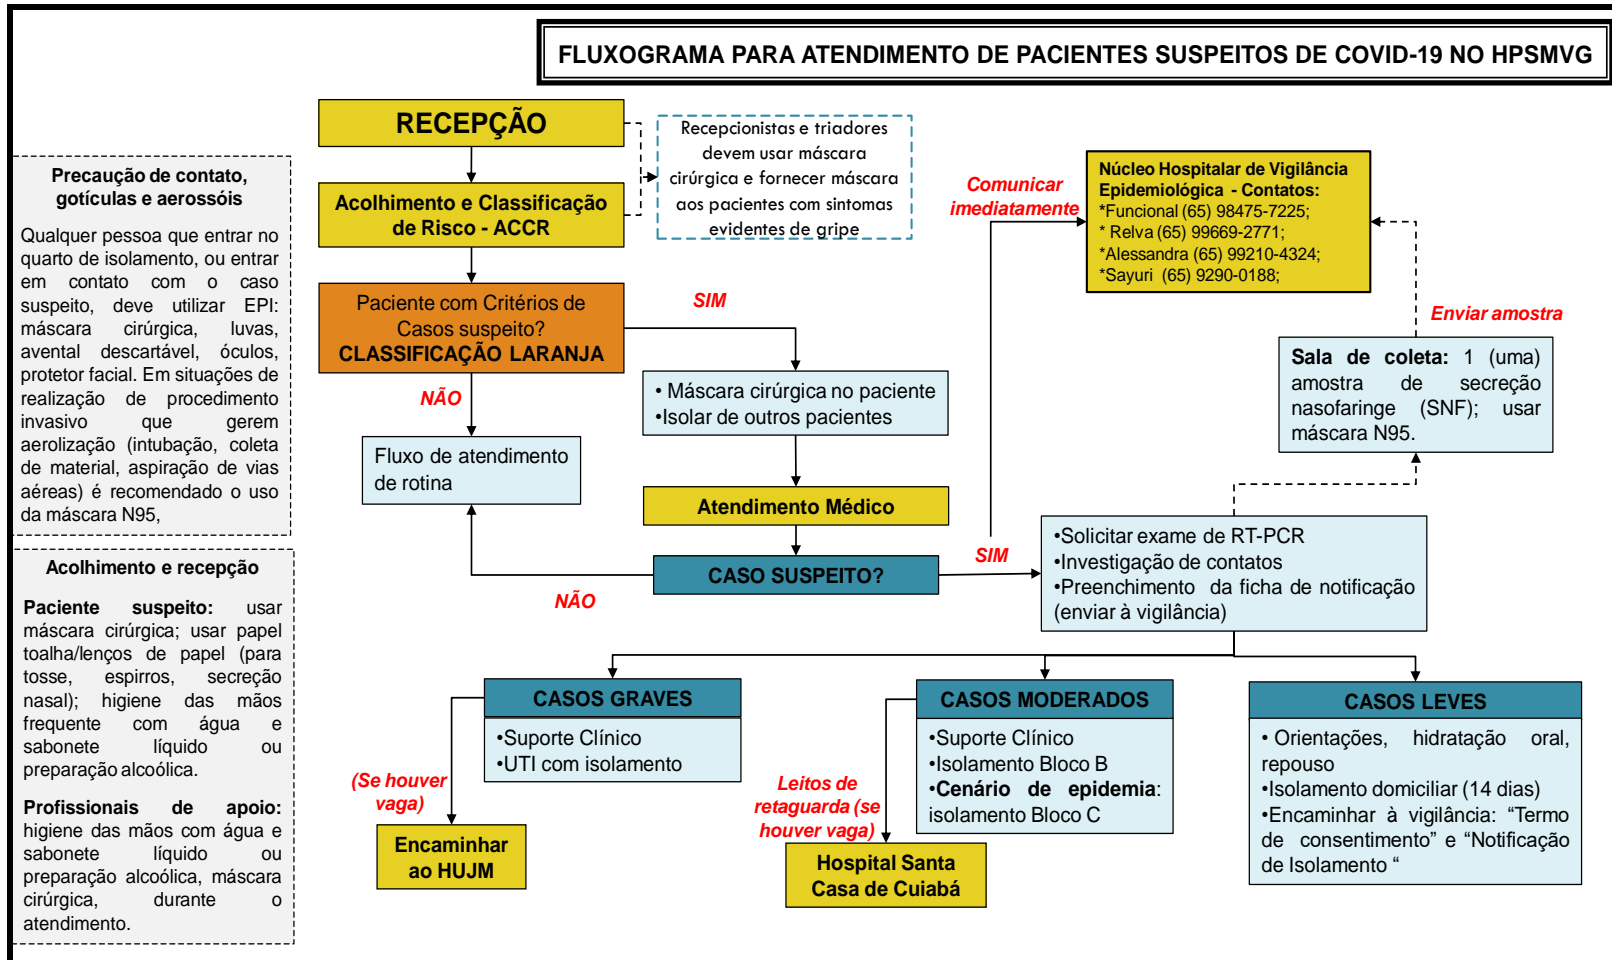 FLUXOGRAMA PARA ATENDIMENTO DE PACIENTES SUSPEITOS DE COVID-19 NO HPSMVG
Precaução de contato,
gotículas e aerossóis
Qualquer pessoa que entrar no
quarto de isolamento, ou entrar
em contato com o caso
suspeito, deve utilizar EPI:
máscara cirúrgica, luvas,
avental descartável, óculos,
protetor facial. Em situações de
realização de procedimento
invasivo que gerem
aerolização (intubação, coleta
de material, aspiração de vias
aéreas) é recomendado o uso
da máscara N95,
Acolhimento e recepção
Paciente suspeito: usar
máscara cirúrgica; usar papel
toalha/lenços de papel (para
tosse, espirros, secreção
nasal); higiene das mãos
frequente com água e
sabonete líquido ou
preparação alcoólica.
Profissionais de apoio:
higiene das mãos com água e
sabonete líquido ou
preparação alcoólica, máscara
cirúrgica, durante o
atendimento.
RECEPÇÃO
Acolhimento e Classificação
de Risco - ACCR
Recepcionistas e triadores
devem usar máscara
cirúrgica e fornecer máscara
aos pacientes com sintomas
evidentes de gripe
Paciente com Critérios de
Casos suspeito?
CLASSIFICAÇÃO LARANJA
SIM
NÃO
• Máscara cirúrgica no paciente
•Isolar de outros pacientes
Fluxo de atendimento
de rotina
Atendimento Médico
CASO SUSPEITO?
NÃO
SIM
Comunicar
imediatamente
Núcleo Hospitalar de Vigilância
Epidemiológica - Contatos:
*Funcional (65) 98475-7225;
* Relva (65) 99669-2771;
*Alessandra (65) 99210-4324;
*Sayuri (65) 9290-0188;
Enviar amostra
Sala de coleta: 1 (uma)
amostra de secreção
nasofaringe (SNF); usar
máscara N95.
•Solicitar exame de RT-PCR
•Investigação de contatos
•Preenchimento da ficha de notificação
(enviar à vigilância)
CASOS GRAVES
•Suporte Clínico
•UTI com isolamento
(Se houver
vaga)
Encaminhar
ao HUJM
CASOS MODERADOS
•Suporte Clínico
•Isolamento Bloco B
•Cenário de epidemia:
isolamento Bloco C
Leitos de
retaguarda (se
houver vaga)
Hospital Santa
Casa de Cuiabá
CASOS LEVES
• Orientações, hidratação oral,
repouso
•Isolamento domiciliar (14 dias)
•Encaminhar à vigilância: “Termo
de consentimento” e “Notificação
de Isolamento “